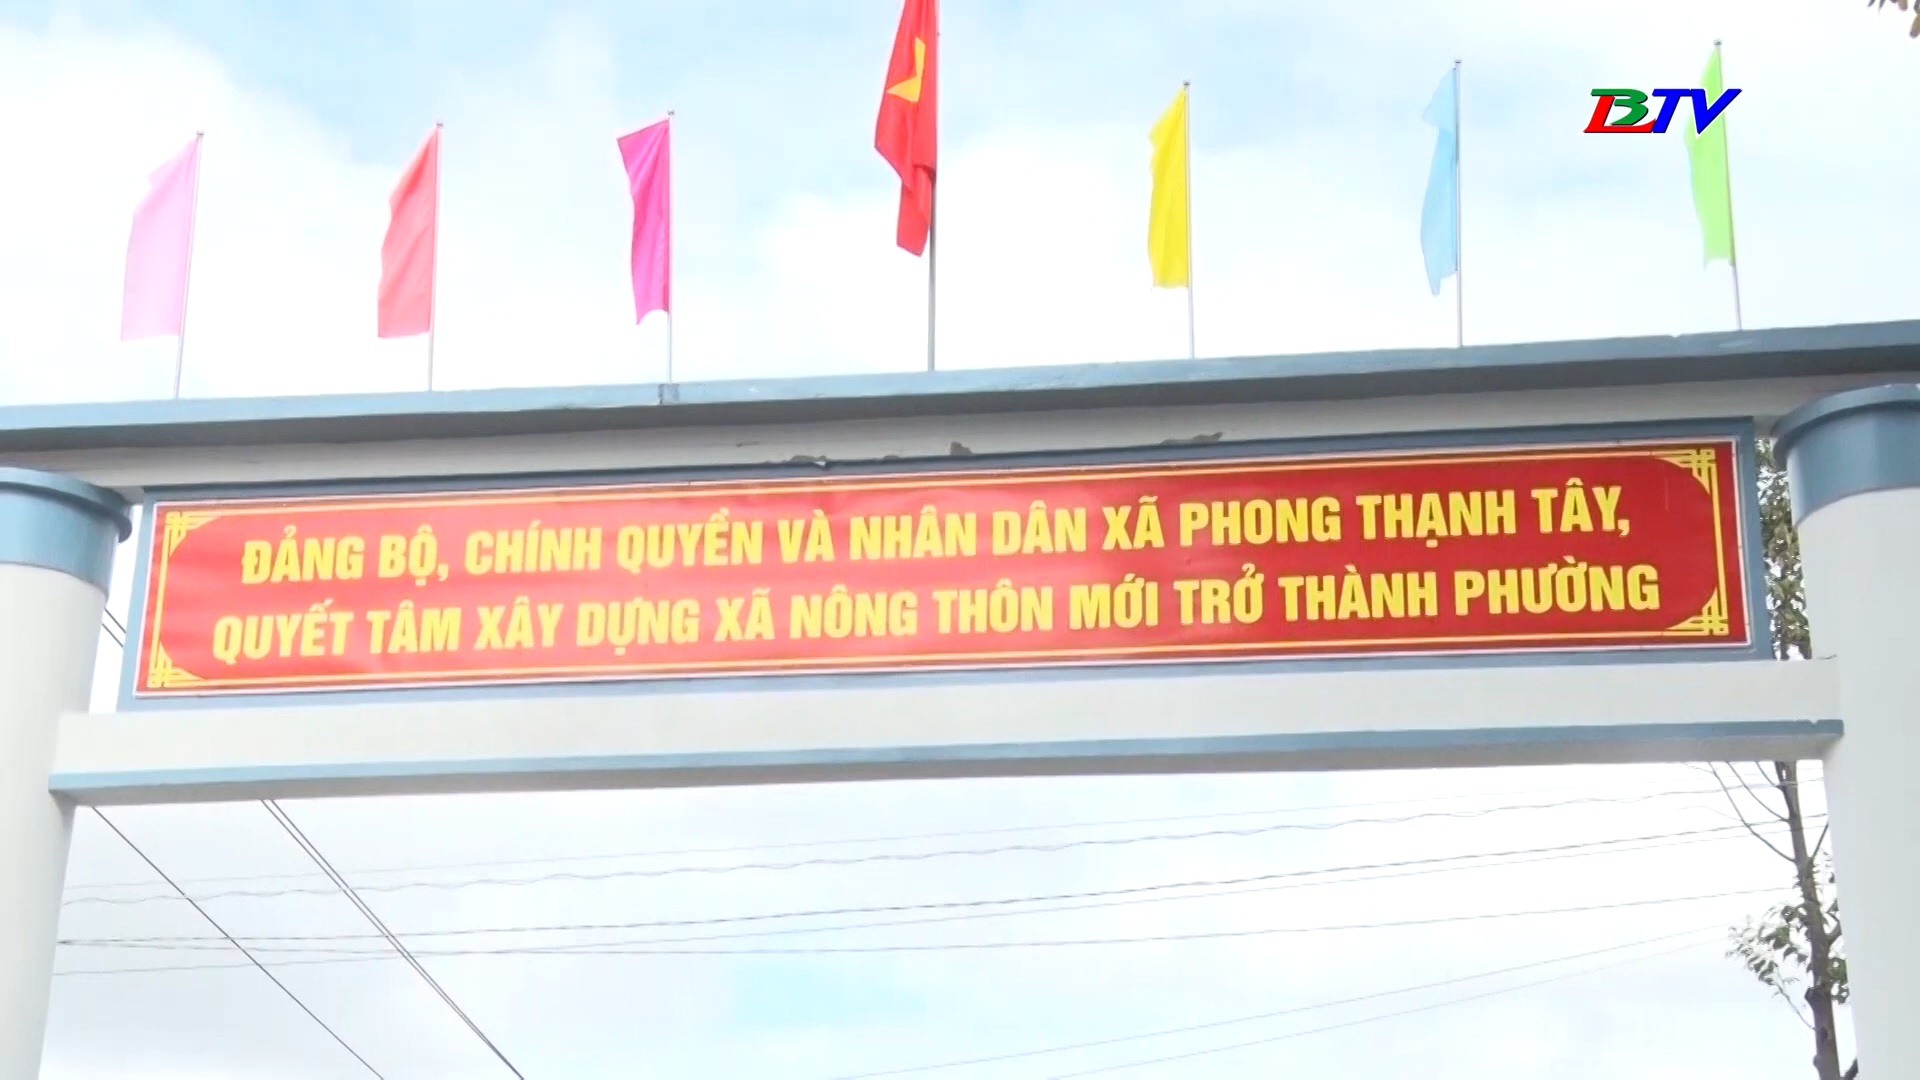 BLTV
ĐẢNG BỘ, CHÍNH QUYỀN VÀ NHÂN DÂN XÃ PHONG THẠNH TÂY,
QUYẾT TÂM XÂY DỰNG XÃ NÔNG THÔN MỚI TRỞ THÀNH PHƯỜNG